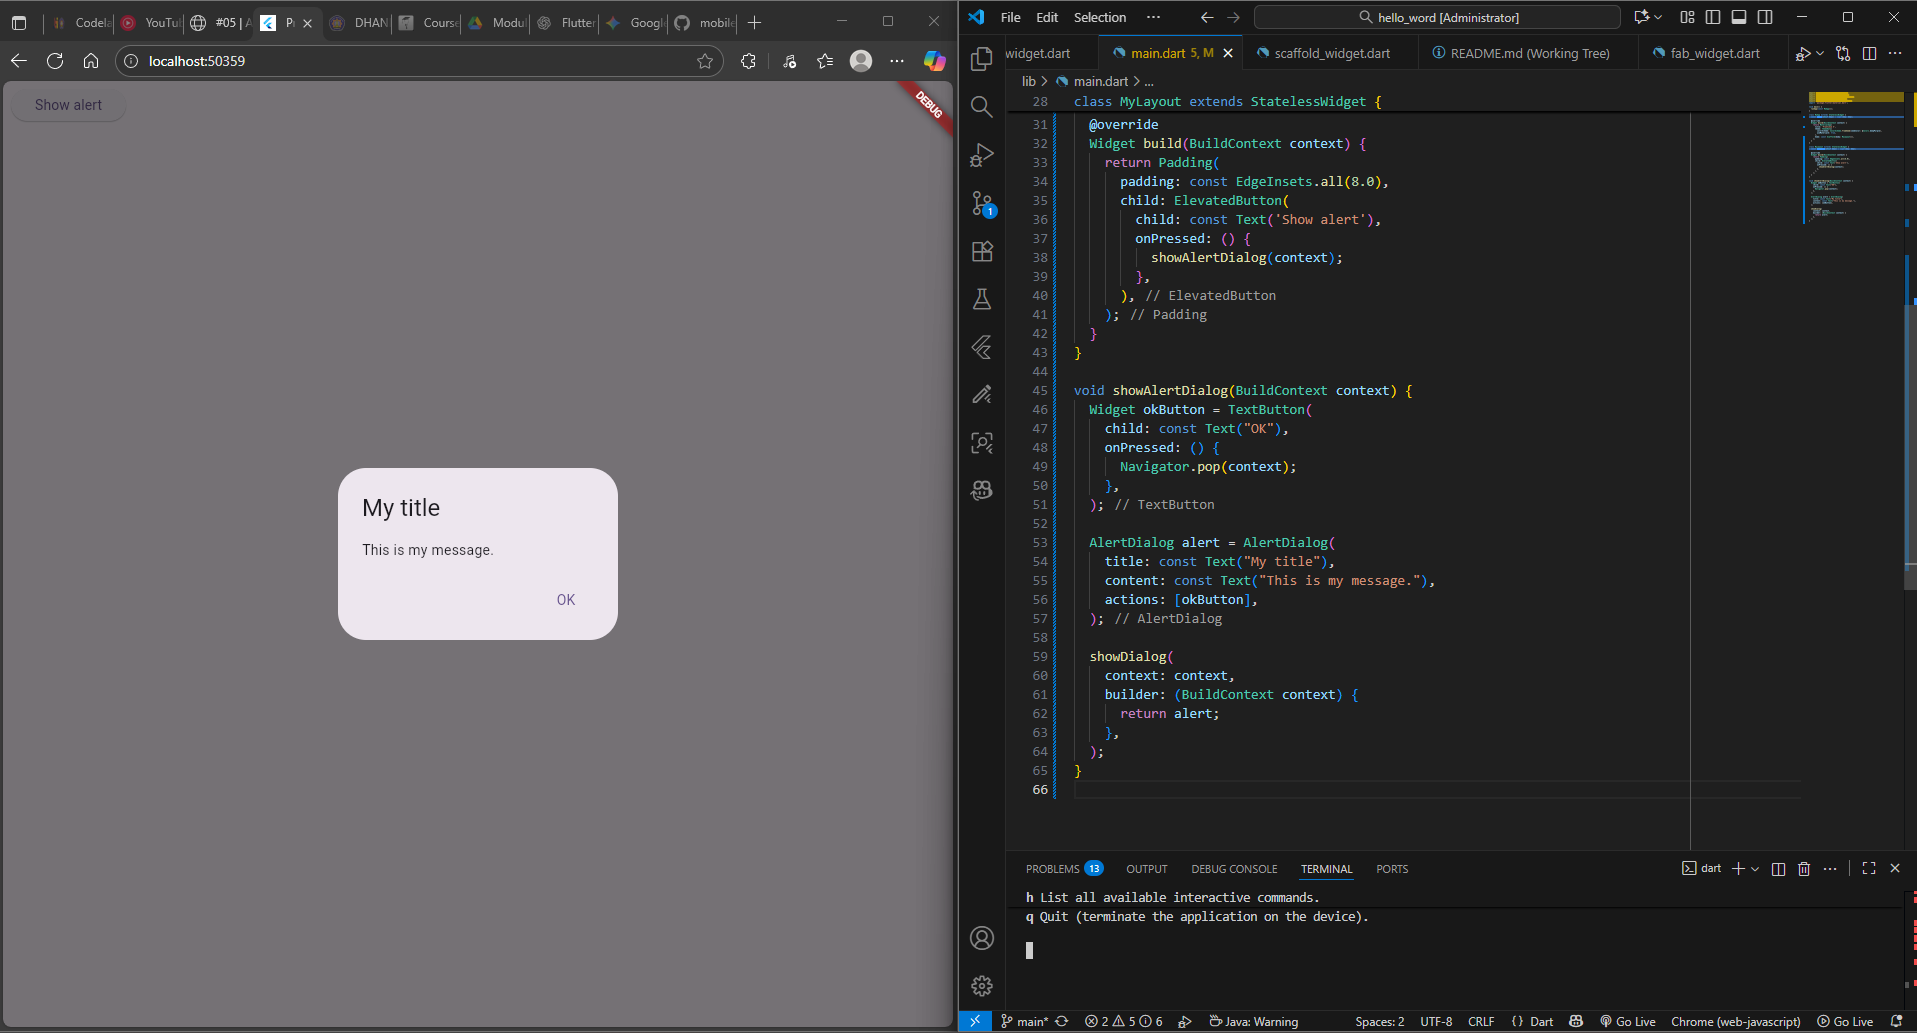 Codela
YouTub
#05 | A
P
DHAN
Course
Modul
Flutter
Google
mobile
localhost:50359
Show alert
DEBUG
My title
This is my message.
OK
File Edit Selection ···
hello_word [Administrator]
widget.dart
main.dart 5, M
scaffold_widget.dart
README.md (Working Tree)
fab_widget.dart
lib > main.dart > ...
28 class MyLayout extends StatelessWidget {
31 @override
32 Widget build(BuildContext context) {
33 return Padding(
34 padding: const EdgeInsets.all(8.0),
35 child: ElevatedButton(
36 child: const Text('Show alert'),
37 onPressed: () {
38 showAlertDialog(context);
39 },
40 ), // ElevatedButton
41 ); // Padding
42 }
43 }
44
45 void showAlertDialog(BuildContext context) {
46 Widget okButton = TextButton(
47 child: const Text("OK"),
48 onPressed: () {
49 Navigator.pop(context);
50 },
51 ); // TextButton
52
53 AlertDialog alert = AlertDialog(
54 title: const Text("My title"),
55 content: const Text("This is my message."),
56 actions: [okButton],
57 ); // AlertDialog
58
59 showDialog(
60 context: context,
61 builder: (BuildContext context) {
62 return alert;
63 },
64 );
65 }
66
1
PROBLEMS 13 OUTPUT DEBUG CONSOLE TERMINAL PORTS
dart
h List all available interactive commands.
q Quit (terminate the application on the device).
main* 2 5 6 Java: Warning
Spaces: 2 UTF-8 CRLF {} Dart Go Live Chrome (web-javascript) Go Live